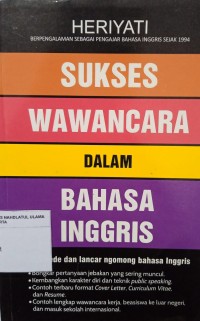 HERIYATI
BERPENGALAMAN SEBAGAI PENGAJAR BAHASA INGGRIS SEJAK 1994
SUKSES
WAWANCARA
DALAM
BAHASA
INGGRIS
dan lancar ngomong bahasa Inggris
• Bongkar pertanyaan jebakan yang sering muncul.
• Kembangkan karakter diri dan teknik public speaking.
• Contoh terbaru format Cover Letter, Curriculum Vitae,
dan Resume.
• Contoh lengkap wawancara kerja, beasiswa ke luar negeri,
dan masuk sekolah internasional.